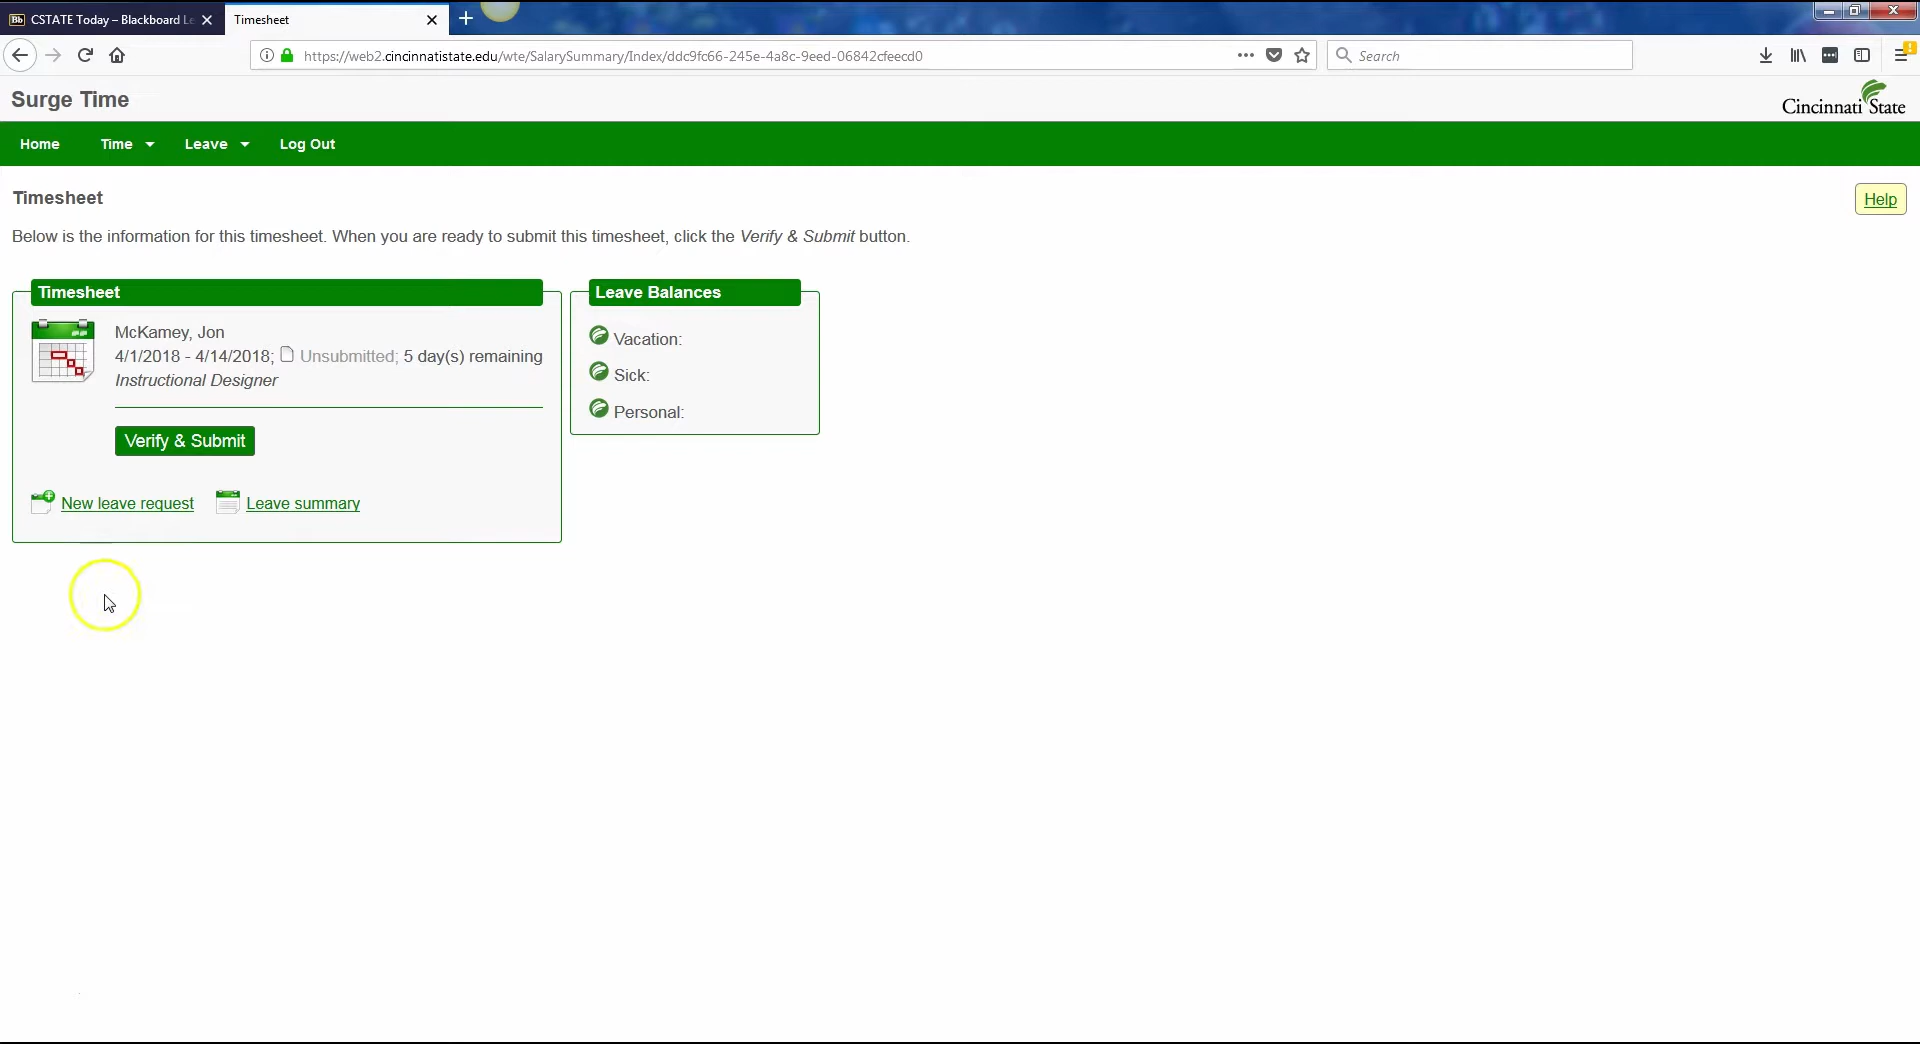 Bb CSTATE Today – Blackboard Le
Timesheet
https://web2.cincinnatistate.edu/wte/SalarySummary/Index/ddc9fc66-245e-4a8c-9eed-06842cfeecd0
Search
Surge Time
Cincinnati State
Home Time Leave Log Out
Timesheet
Help
Below is the information for this timesheet. When you are ready to submit this timesheet, click the Verify & Submit button.
Timesheet
McKamey, Jon
4/1/2018 - 4/14/2018; Unsubmitted; 5 day(s) remaining
Instructional Designer
Verify & Submit
New leave request Leave summary
Leave Balances
Vacation:
Sick:
Personal: